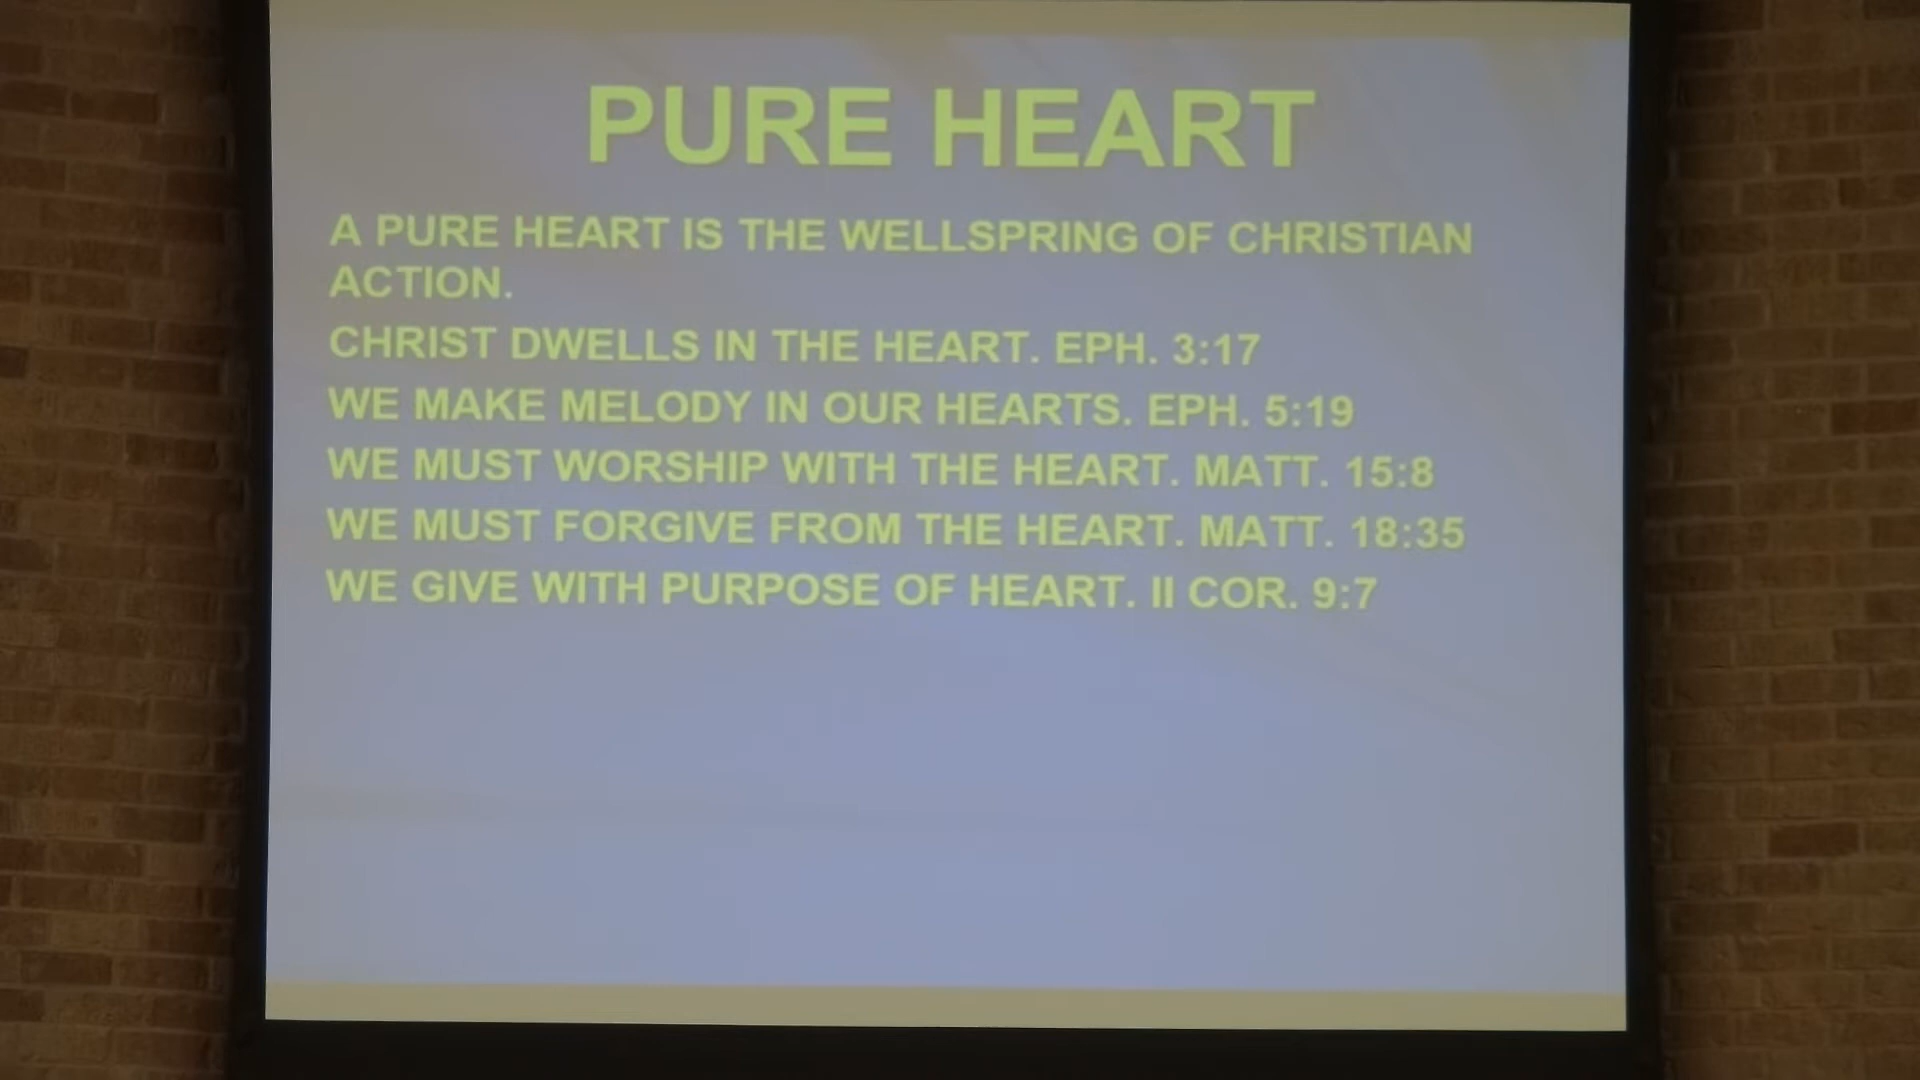 PURE HEART
A PURE HEART IS THE WELLSPRING OF CHRISTIAN
ACTION.
CHRIST DWELLS IN THE HEART. EPH. 3:17
WE MAKE MELODY IN OUR HEARTS. EPH. 5:19
WE MUST WORSHIP WITH THE HEART. MATT. 15:8
WE MUST FORGIVE FROM THE HEART. MATT. 18:35
WE GIVE WITH PURPOSE OF HEART. II COR. 9:7